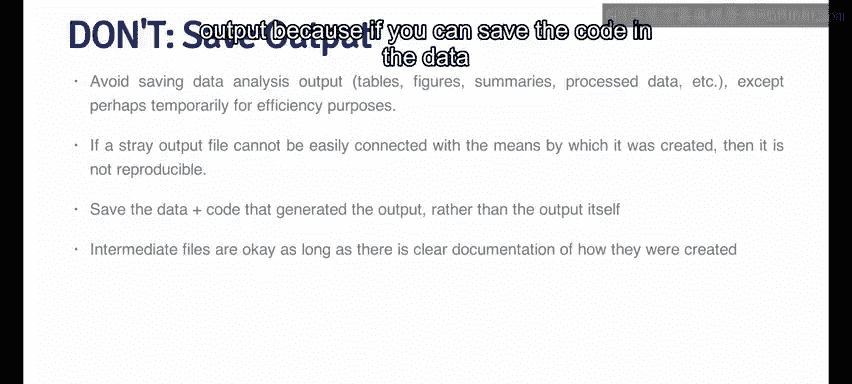 DON'T: Save Output
output because if you can save the code in
the data
· Avoid saving data analysis output (tables, figures, summaries, processed data, etc.), except
perhaps temporarily for efficiency purposes.
· If a stray output file cannot be easily connected with the means by which it was created, then it is
not reproducible.
· Save the data + code that generated the output, rather than the output itself
· Intermediate files are okay as long as there is clear documentation of how they were created